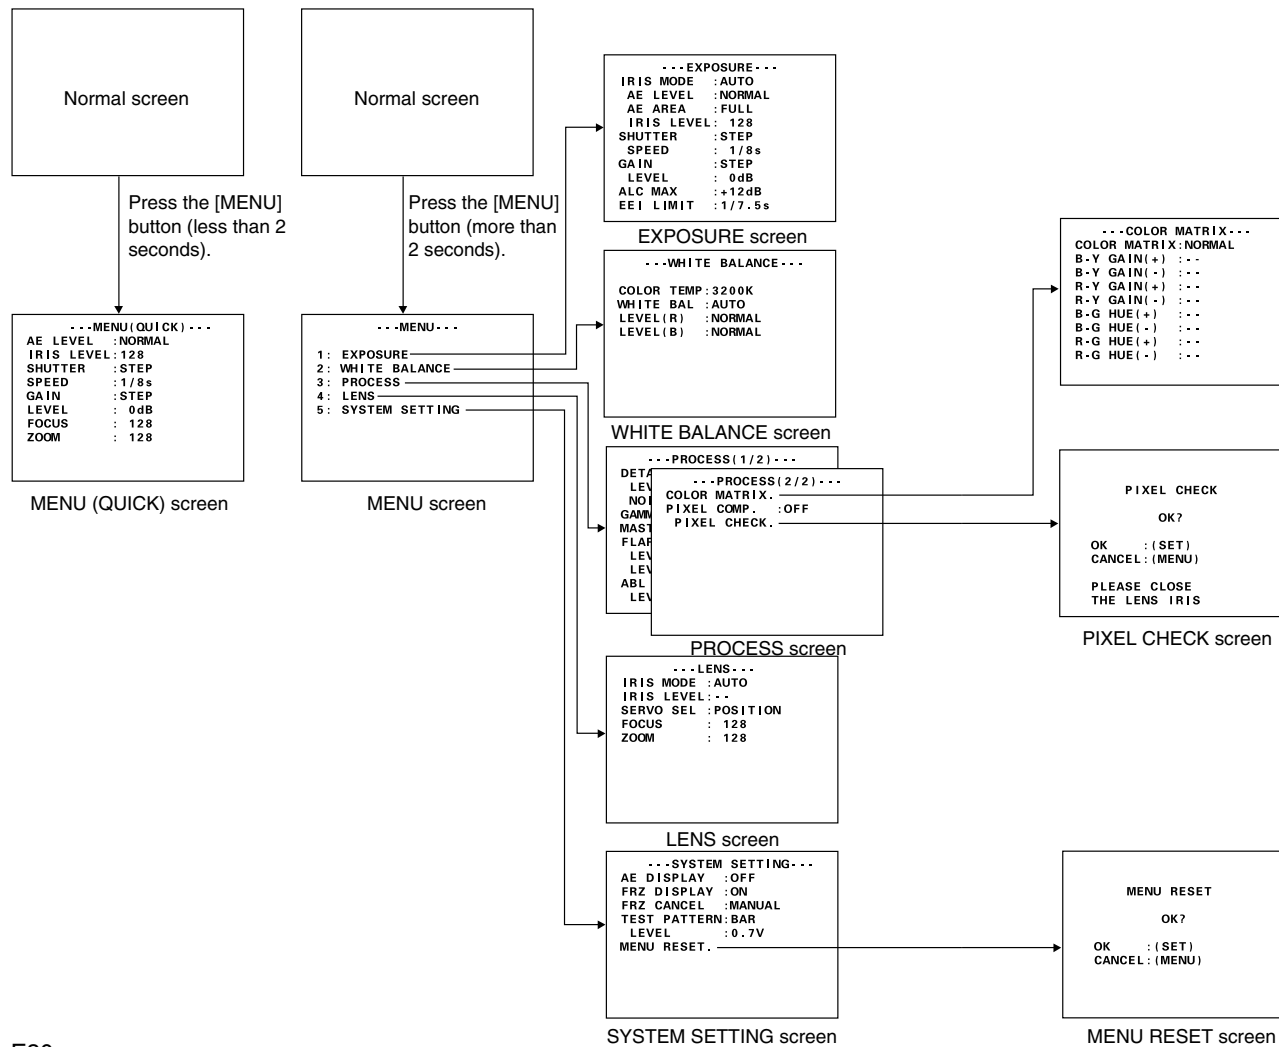 Normal screen
Press the [MENU]
button (less than 2
seconds).
---MENU(QUICK)---
AE LEVEL :NORMAL
IRIS LEVEL:128
SHUTTER :STEP
SPEED :1/8s
GAIN :STEP
LEVEL : 0dB
FOCUS : 128
ZOOM : 128
MENU (QUICK) screen
Normal screen
Press the [MENU]
button (more than
2 seconds).
---MENU---
1: EXPOSURE
2: WHITE BALANCE
3: PROCESS
4: LENS
5: SYSTEM SETTING
MENU screen
---EXPOSURE---
IRIS MODE :AUTO
AE LEVEL :NORMAL
AE AREA :FULL
IRIS LEVEL: 128
SHUTTER :STEP
SPEED : 1/8s
GAIN :STEP
LEVEL : 0dB
ALC MAX :+12dB
EEI LIMIT :1/7.5s
EXPOSURE screen
---WHITE BALANCE---
COLOR TEMP:3200K
WHITE BAL :AUTO
LEVEL(R) :NORMAL
LEVEL(B) :NORMAL
WHITE BALANCE screen
---PROCESS(1/2)---
DETA
LEV
NOI
GAMM
MAST
FLAR
LEV
LEV
ABL
LEV
---PROCESS(2/2)---
COLOR MATRIX.
PIXEL COMP. :OFF
PIXEL CHECK.
PROCESS screen
---LENS---
IRIS MODE :AUTO
IRIS LEVEL:--
SERVO SEL :POSITION
FOCUS : 128
ZOOM : 128
LENS screen
---SYSTEM SETTING---
AE DISPLAY :OFF
FRZ DISPLAY :ON
FRZ CANCEL :MANUAL
TEST PATTERN:BAR
LEVEL :0.7V
MENU RESET.
SYSTEM SETTING screen
---COLOR MATRIX---
COLOR MATRIX:NORMAL
B-Y GAIN(+) :--
B-Y GAIN(-) :--
R-Y GAIN(+) :--
R-Y GAIN(-) :--
B-G HUE(+) :--
B-G HUE(-) :--
R-G HUE(+) :--
R-G HUE(-) :--
PIXEL CHECK
OK?
OK :(SET)
CANCEL:(MENU)
PLEASE CLOSE
THE LENS IRIS
PIXEL CHECK screen
MENU RESET
OK?
OK :(SET)
CANCEL:(MENU)
MENU RESET screen